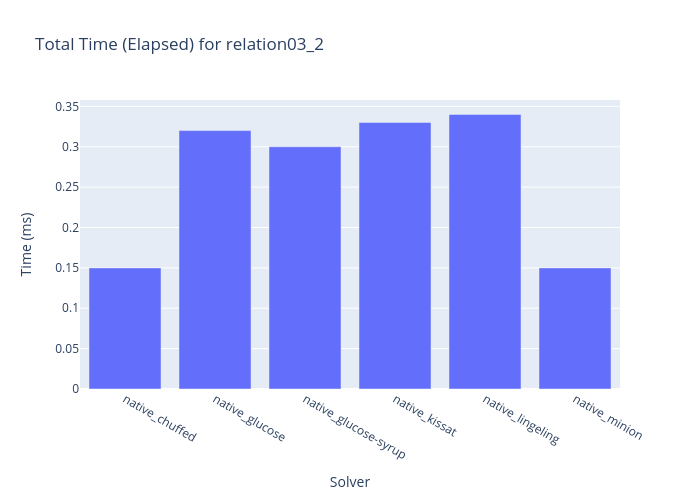 Total Time (Elapsed) for relation03_2
0.35
0.3
0.25
0.2
0.15
0.1
0.05
0
Time (ms)
native_chuffed
native_glucose
native_glucose-syrup
native_kissat
native_lingeling
native_minion
Solver